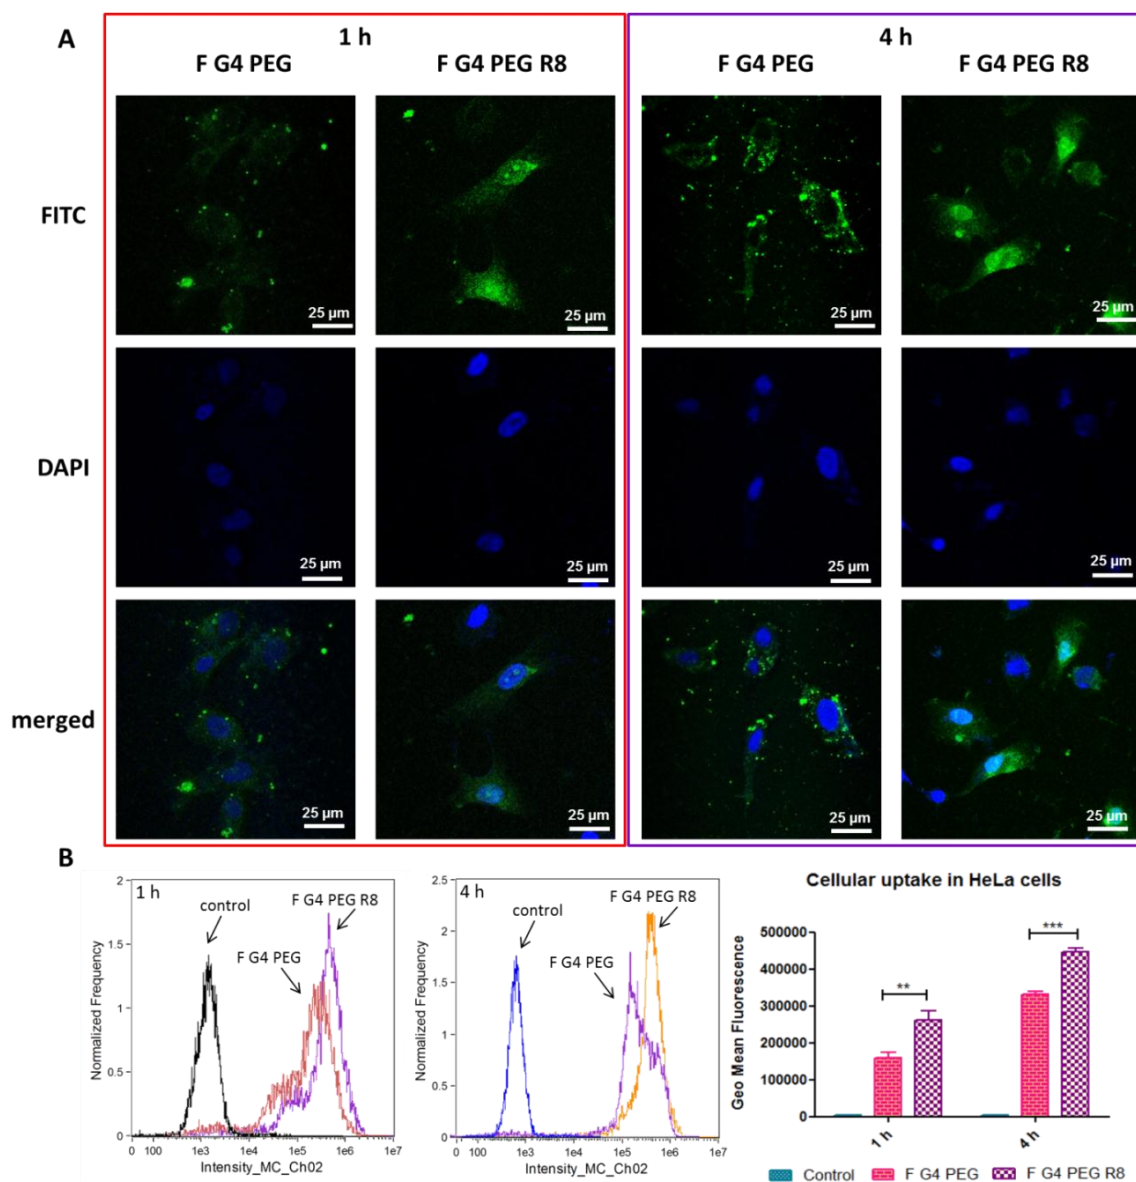 A
1 h
4 h
F G4 PEG
F G4 PEG R8
F G4 PEG
F G4 PEG R8
FITC
25 µm
25 µm
25 µm
25 µm
DAPI
25 µm
25 µm
25 µm
25 µm
merged
25 µm
25 µm
25 µm
25 µm
B
1 h
control
F G4 PEG R8
F G4 PEG
Normalized Frequency
2
1.5
1
0.5
0
0 100 1e3 1e4 1e5 1e6 1e7
Intensity_MC_Ch02
4 h
control
F G4 PEG R8
F G4 PEG
Normalized Frequency
2.5
2
1.5
1
0.5
0
0 100 1e3 1e4 1e5 1e6 1e7
Intensity_MC_Ch02
Cellular uptake in HeLa cells
Geo Mean Fluorescence
500000
400000
300000
200000
100000
0
**
***
1 h
4 h
Control
F G4 PEG
F G4 PEG R8